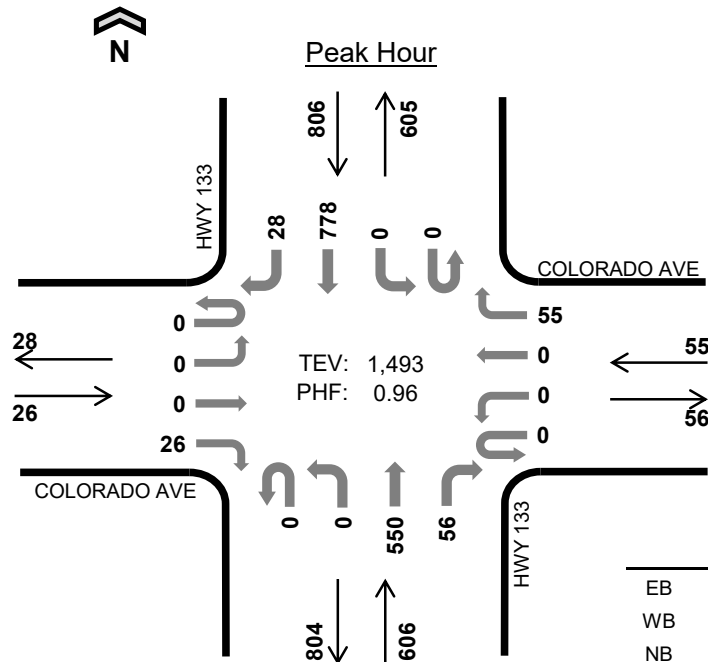 N
Peak Hour
806
605
HWY 133
28
778
0
0
COLORADO AVE
0
55
28
0
TEV: 1,493
0
55
26
0
PHF: 0.96
0
56
26
0
COLORADO AVE
0
0
550
56
HWY 133
804
606
EB
WB
NB